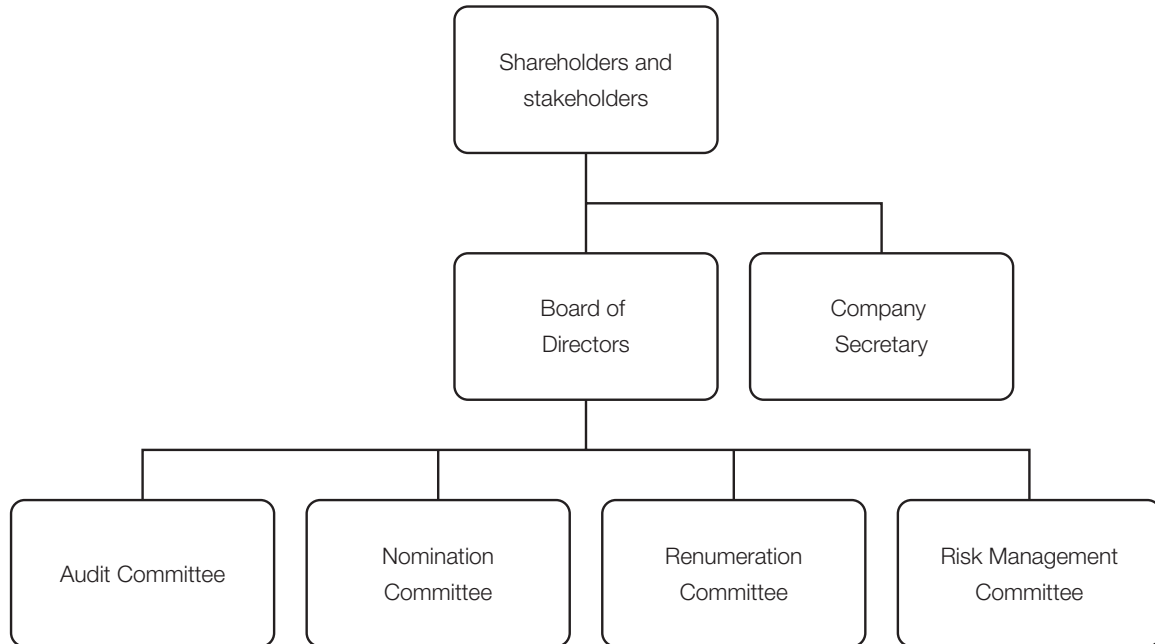 Shareholders and
stakeholders
Board of
Directors
Company
Secretary
Audit Committee
Nomination
Committee
Renumeration
Committee
Risk Management
Committee